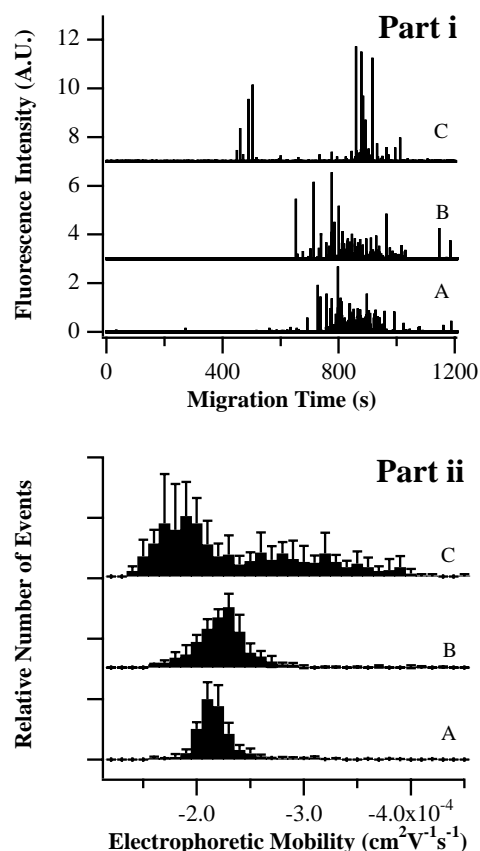 Part i
Fluorescence Intensity (A.U.)
12
10
8
6
4
2
0
C
B
A
0 400 800 1200
Migration Time (s)
Part ii
Relative Number of Events
C
B
A
-2.0 -3.0 -4.0x10⁻⁴
Electrophoretic Mobility (cm²V⁻¹s⁻¹)